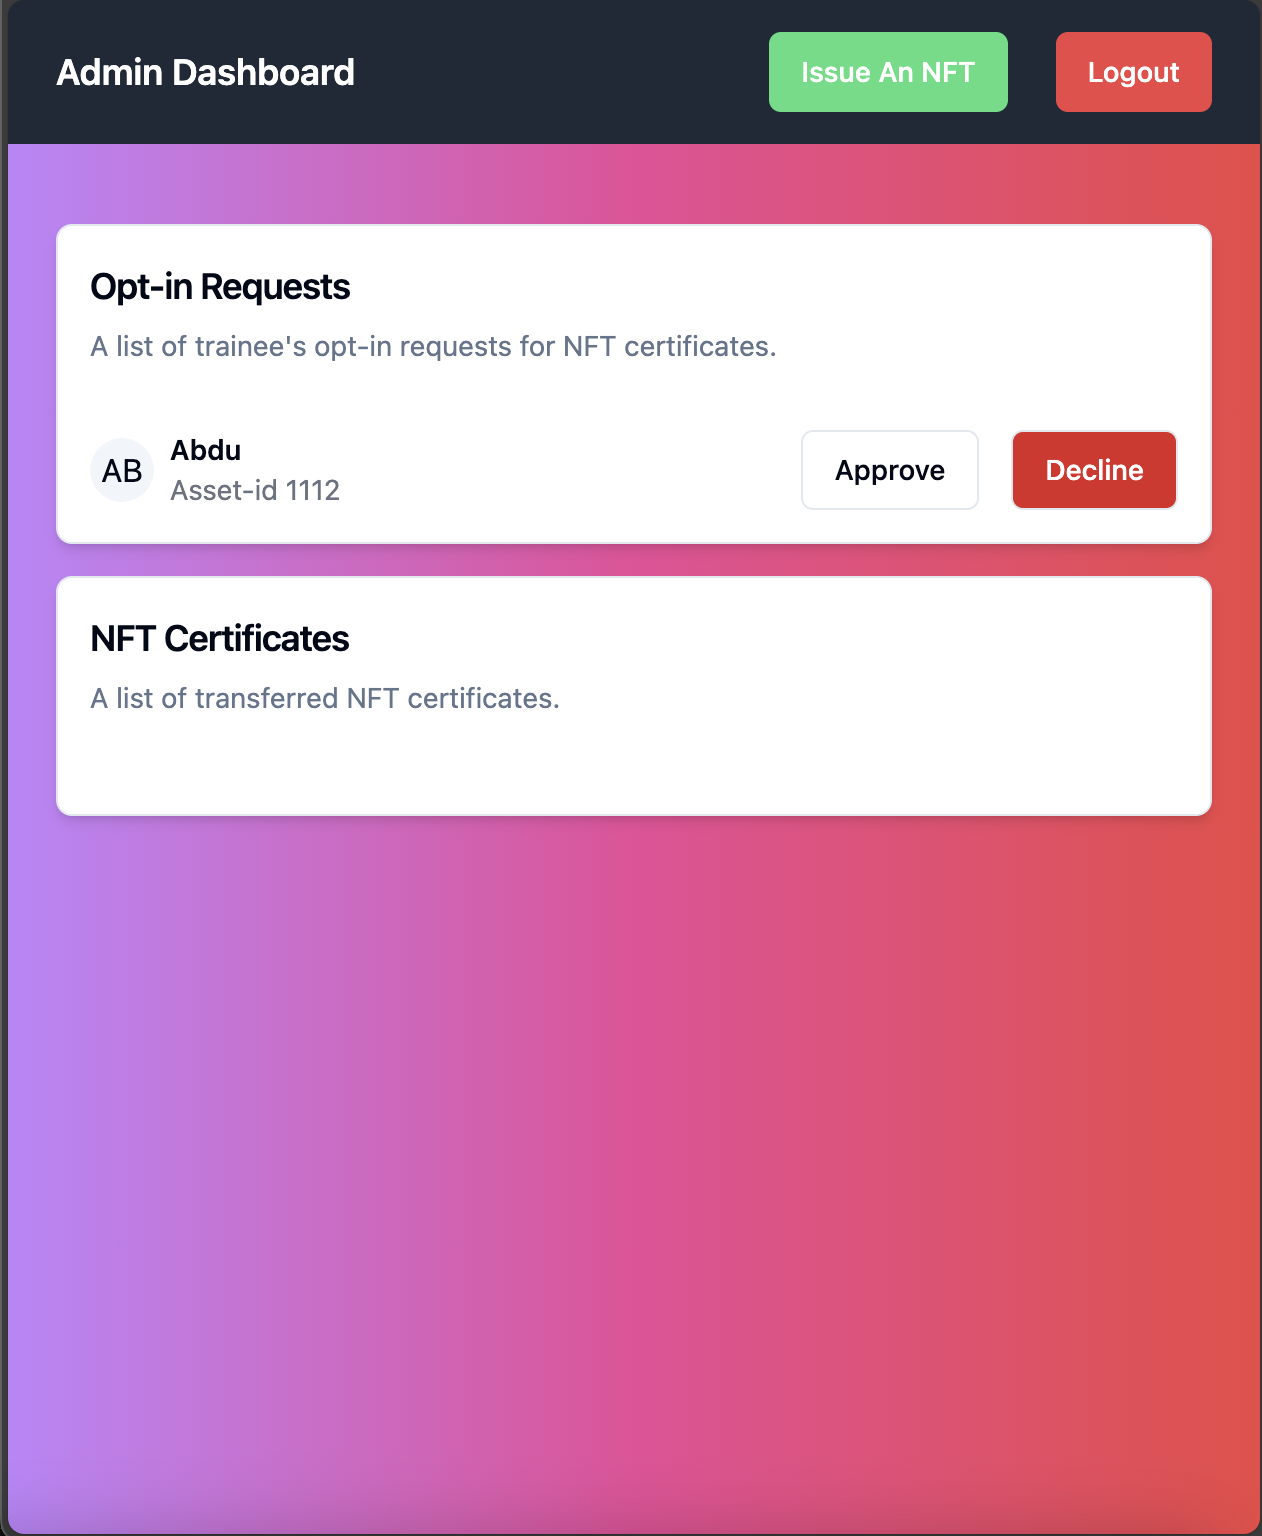 Admin Dashboard
Issue An NFT
Logout
Opt-in Requests
A list of trainee's opt-in requests for NFT certificates.
AB
Abdu
Asset-id 1112
Approve
Decline
NFT Certificates
A list of transferred NFT certificates.